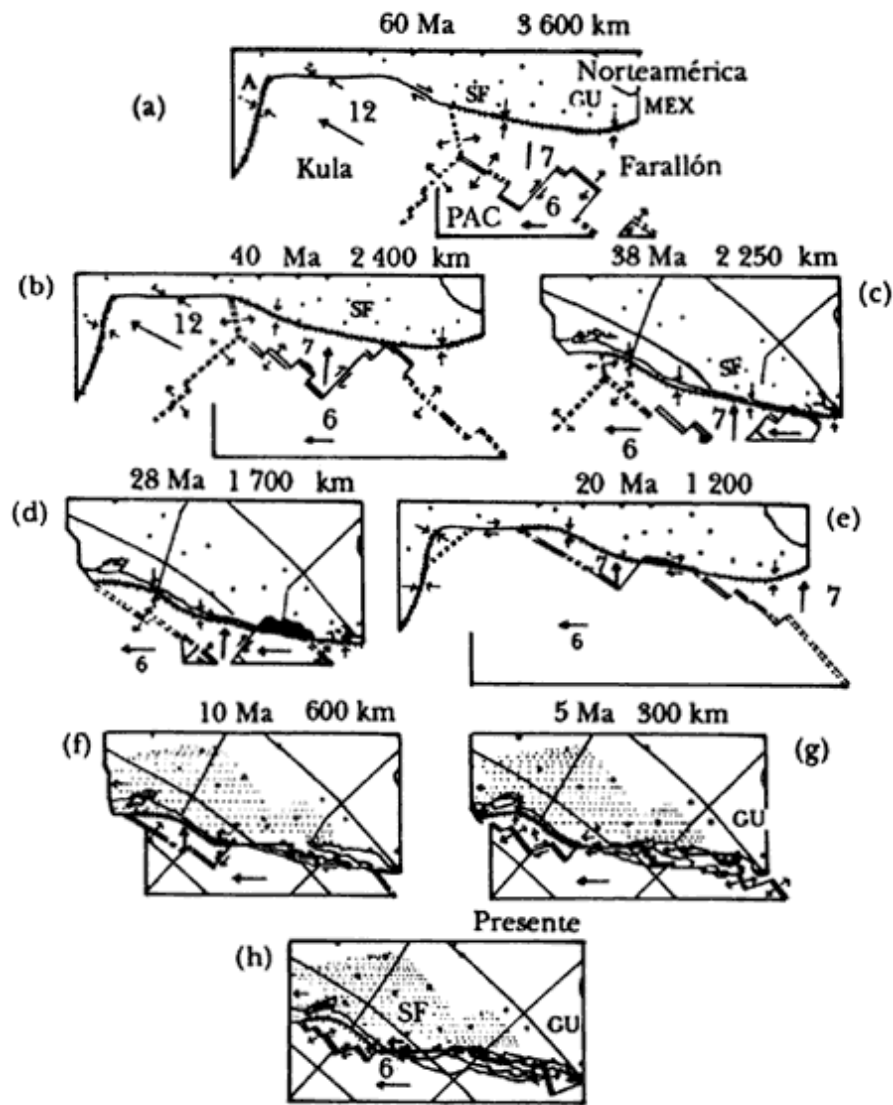 60 Ma 3 600 km
(a)
A
12
SF
Norteamérica
GU
MEX
Kula
7
Farallón
PAC
6
40 Ma 2 400 km
(b)
12
SF
7
6
38 Ma 2 250 km
(c)
SF
7
6
28 Ma 1 700 km
(d)
6
20 Ma 1 200
(e)
7
7
6
10 Ma 600 km
(f)
5 Ma 300 km
(g)
GU
Presente
(h)
SF
GU
6